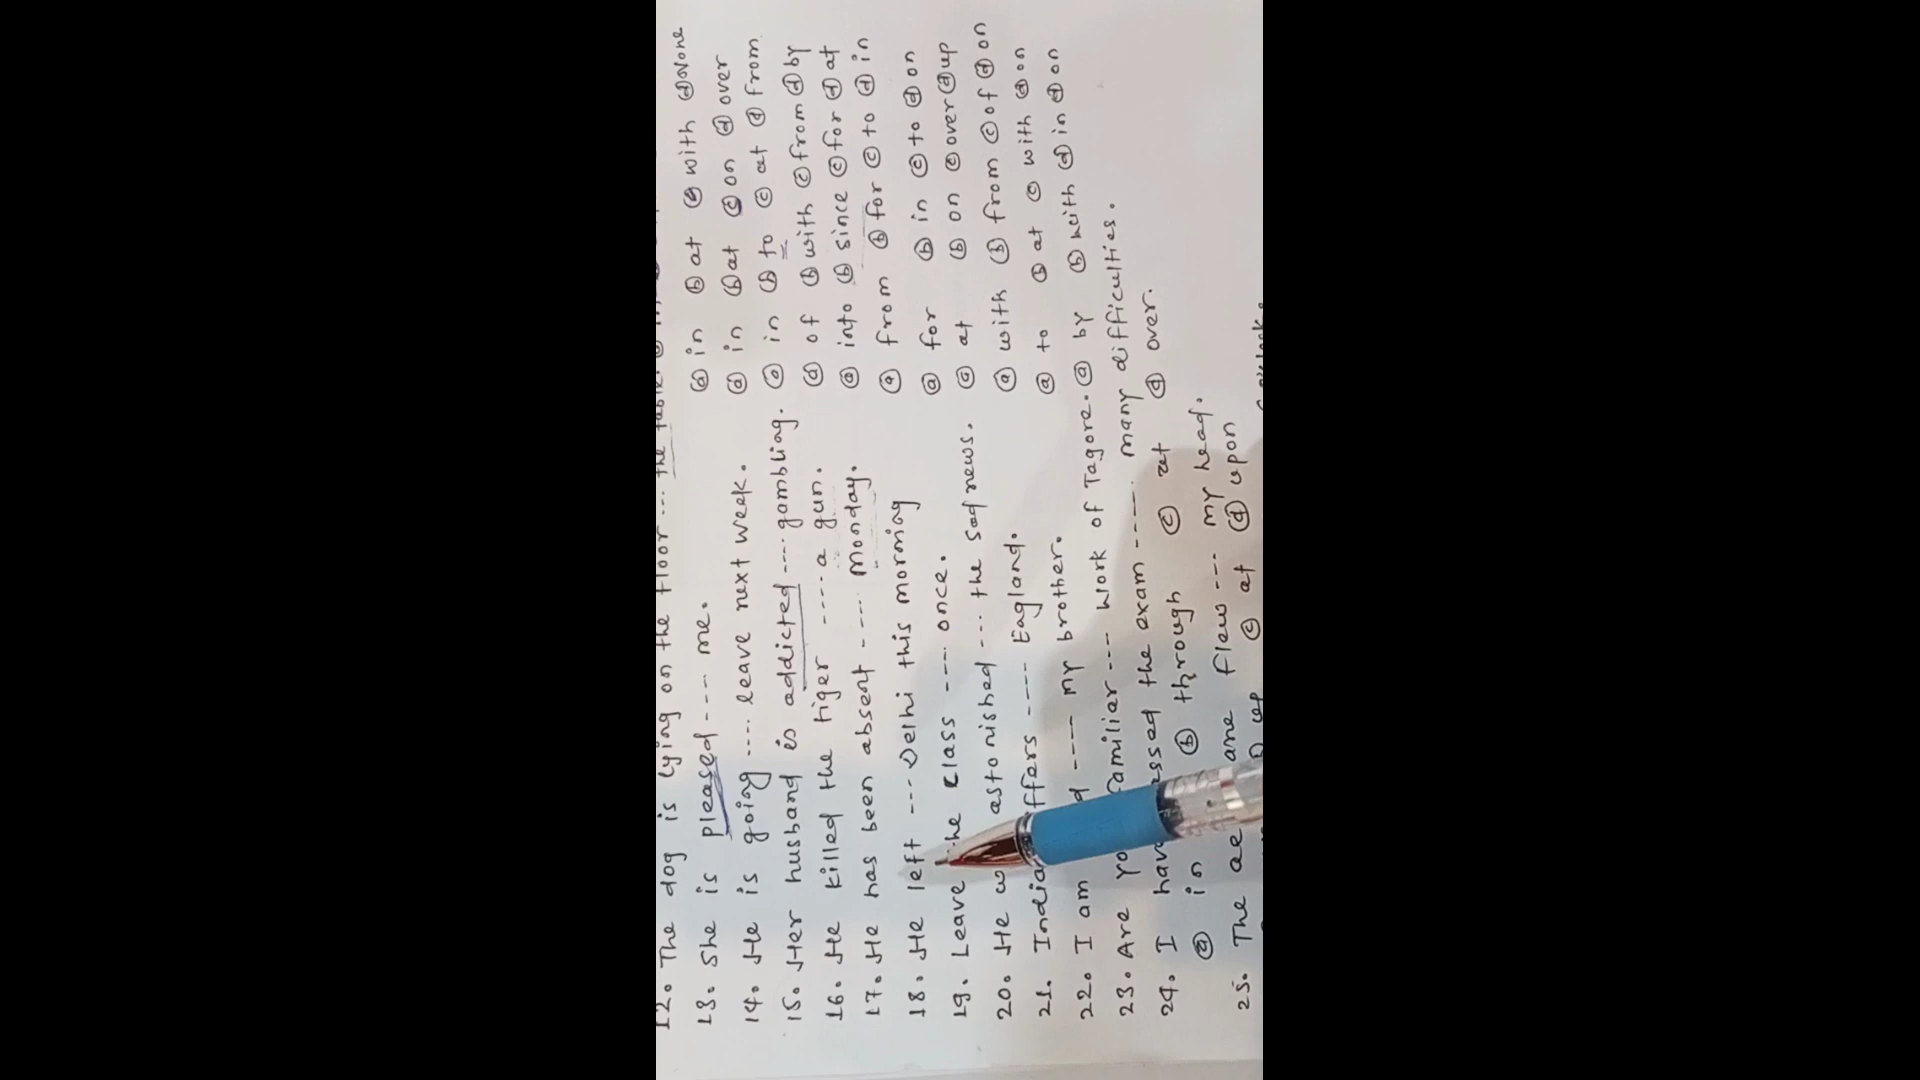 12. The dog is lying on the floor ... the table.
13. She is pleased --- me. (a) in (b) at (c) with (d) None
14. He is going .... leave next week. (a) in (b) at (c) on (d) over
15. Her husband is addicted ---- gambling. (a) in (b) to (c) at (d) from
16. He killed the tiger ---- a gun. (a) of (b) with (c) from (d) by
17. He has been absent ---- Monday. (a) into (b) since (c) for (d) at
18. He left --- Delhi this morning (a) from (b) for (c) to (d) in
19. Leave class ---- once. (a) for (b) in (c) to (d) on
20. He astonished --- the sad news. (a) at (b) on (c) over (d) up
21. India ---- England. (a) with (b) from (c) of (d) on
22. I am ---- my brother. (a) to (b) at (c) with (d) on
23. Are familiar --- work of Tagore. (a) by (b) with (d) in (d) on
24. I the exam ---- many difficulties.
(a) in (b) through (c) at (d) over.
25. The flew --- my head.
(c) at (d) upon